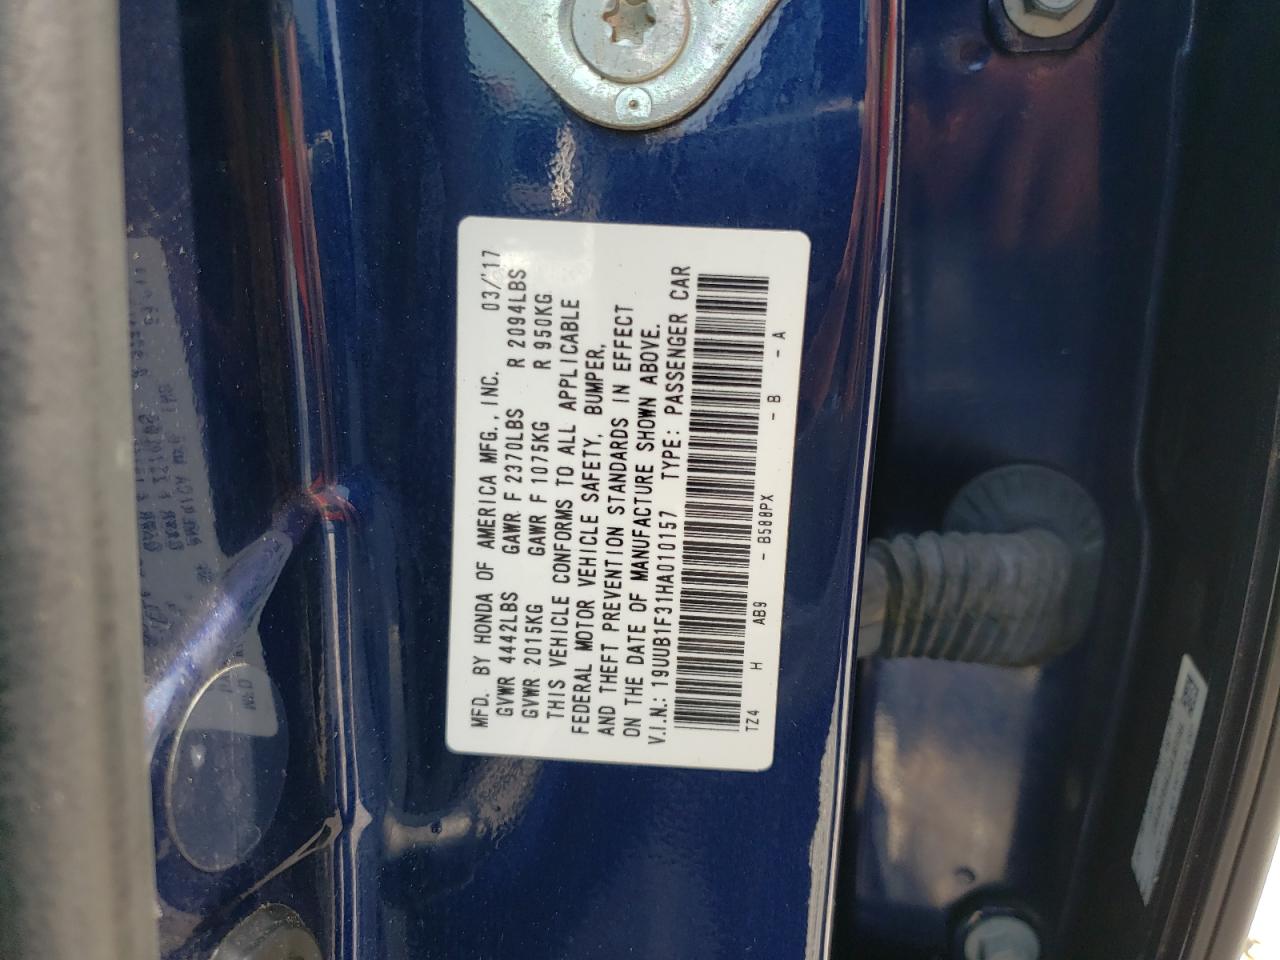 MFD. BY HONDA OF AMERICA MFG., INC. 03/'17
GVWR 4442LBS GAWR F 2370LBS R 2094LBS
GVWR 2015KG GAWR F 1075KG R 950KG
THIS VEHICLE CONFORMS TO ALL APPLICABLE
FEDERAL MOTOR VEHICLE SAFETY, BUMPER,
AND THEFT PREVENTION STANDARDS IN EFFECT
ON THE DATE OF MANUFACTURE SHOWN ABOVE.
V.I.N.: 19UUB1F31HA010157 TYPE: PASSENGER CAR
TZ4 H AB9 - B588PX - B - A